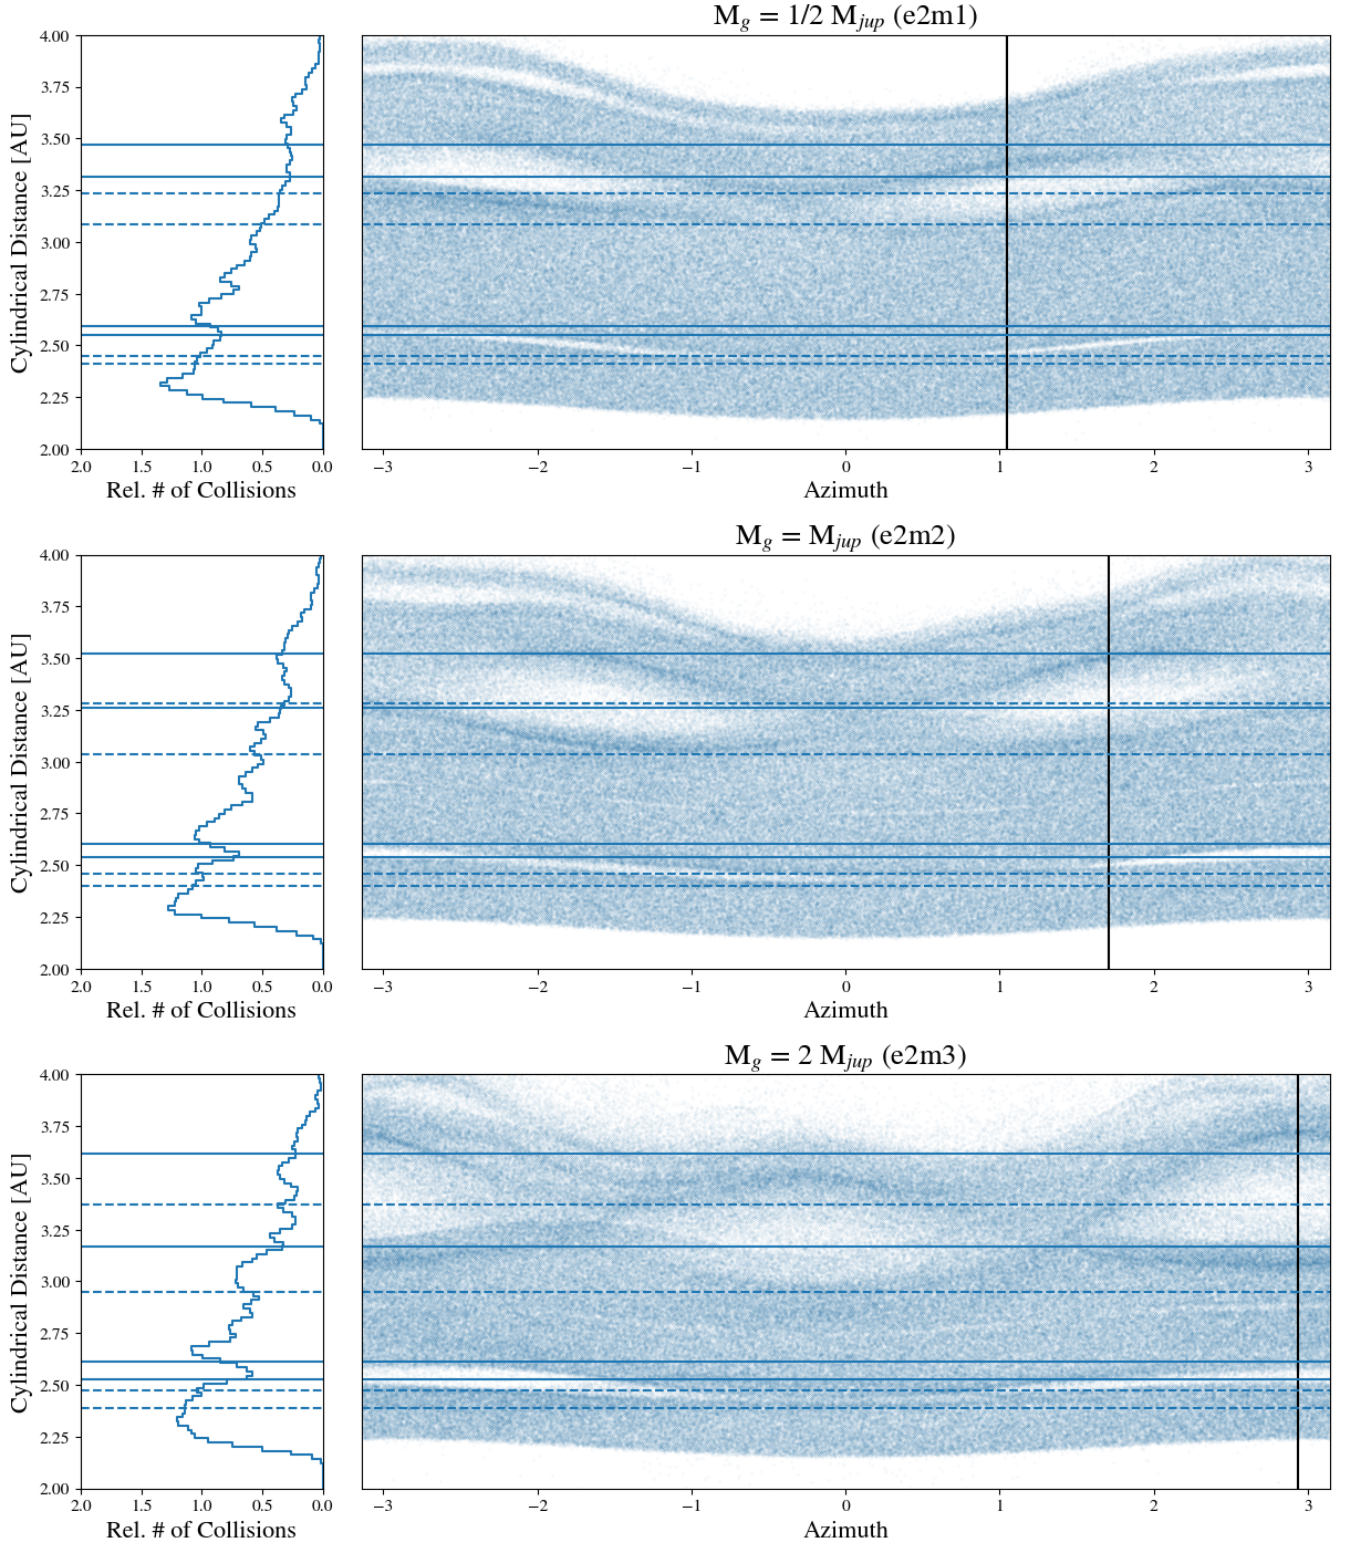 M_g = 1/2 M_jup (e2m1)
4.00
3.75
3.50
3.25
3.00
2.75
2.50
2.25
2.00
Cylindrical Distance [AU]
2.0 1.5 1.0 0.5 0.0
Rel. # of Collisions
−3 −2 −1 0 1 2 3
Azimuth
M_g = M_jup (e2m2)
4.00
3.75
3.50
3.25
3.00
2.75
2.50
2.25
2.00
Cylindrical Distance [AU]
2.0 1.5 1.0 0.5 0.0
Rel. # of Collisions
−3 −2 −1 0 1 2 3
Azimuth
M_g = 2 M_jup (e2m3)
4.00
3.75
3.50
3.25
3.00
2.75
2.50
2.25
2.00
Cylindrical Distance [AU]
2.0 1.5 1.0 0.5 0.0
Rel. # of Collisions
−3 −2 −1 0 1 2 3
Azimuth